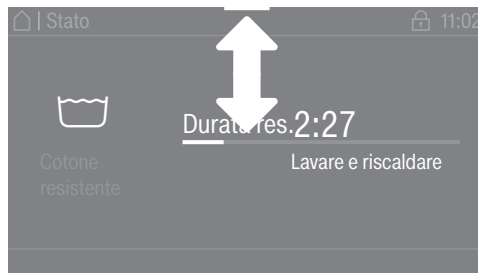 | Stato
11:02
Durata res. 2:27
Cotone
resistente
Lavare e riscaldare